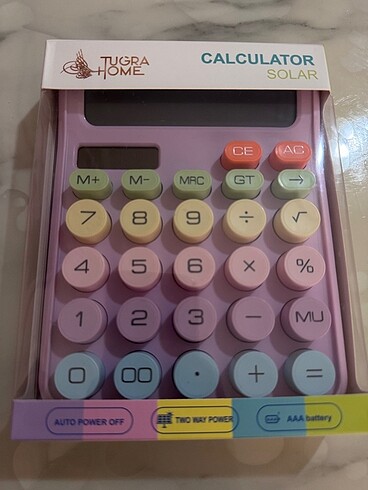 TUGRA
HOME
CALCULATOR
SOLAR
CE AC
M+ M- MRC GT →
7 8 9 ÷ √
4 5 6 × %
1 2 3 − MU
0 00 · + =
AUTO POWER OFF TWO WAY POWER AAA battery